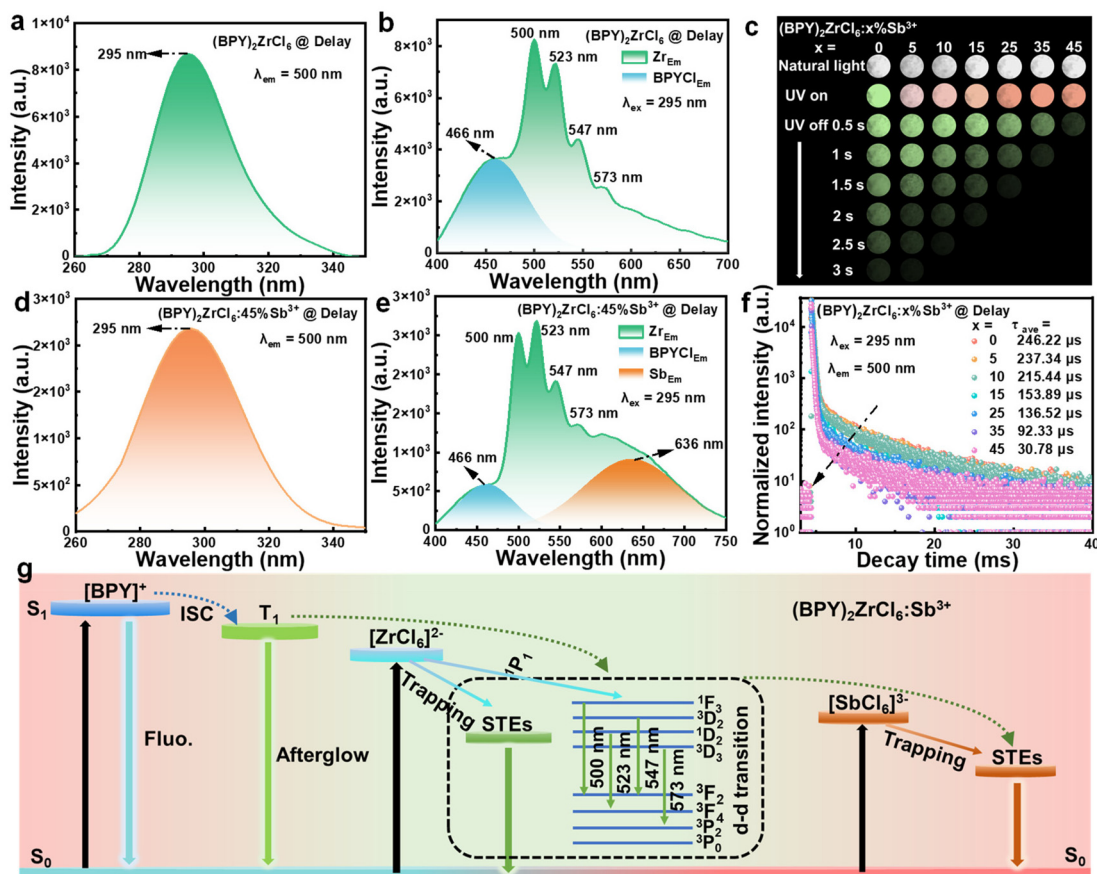 a
(BPY)₂ZrCl₆ @ Delay
295 nm
λem = 500 nm
Intensity (a.u.)
1×10⁴
8×10³
6×10³
4×10³
2×10³
0
260 280 300 320 340
Wavelength (nm)
b
(BPY)₂ZrCl₆ @ Delay
500 nm
523 nm
547 nm
573 nm
466 nm
ZrEm
BPYClEm
λex = 295 nm
Intensity (a.u.)
8×10³
6×10³
4×10³
2×10³
0
400 450 500 550 600 650 700
Wavelength (nm)
c
(BPY)₂ZrCl₆:x%Sb³⁺
x = 0 5 10 15 25 35 45
Natural light
UV on
UV off 0.5 s
1 s
1.5 s
2 s
2.5 s
3 s
d
(BPY)₂ZrCl₆:45%Sb³⁺ @ Delay
295 nm
λem = 500 nm
Intensity (a.u.)
2×10³
2×10³
1×10³
5×10²
0
260 280 300 320 340
Wavelength (nm)
e
(BPY)₂ZrCl₆:45%Sb³⁺ @ Delay
500 nm
523 nm
547 nm
573 nm
466 nm
636 nm
ZrEm
BPYClEm
SbEm
λex = 295 nm
Intensity (a.u.)
3×10³
3×10³
2×10³
2×10³
1×10³
5×10²
0
400 450 500 550 600 650 700 750
Wavelength (nm)
f
(BPY)₂ZrCl₆:x%Sb³⁺ @ Delay
λex = 295 nm
λem = 500 nm
x = τ ave =
0 246.22 μs
5 237.34 μs
10 215.44 μs
15 153.89 μs
25 136.52 μs
35 92.33 μs
45 30.78 μs
Normalized intensity (a.u.)
10⁴
10³
10²
10¹
10⁰
10 20 30 40
Decay time (ms)
g
(BPY)₂ZrCl₆:Sb³⁺
[BPY]⁺
S₁
ISC
T₁
Fluo.
Afterglow
[ZrCl₆]²⁻
Trapping
¹P₁
STEs
¹F₃
³D₂
¹D₂
³D₃
500 nm
523 nm
547 nm
573 nm
³F₂
³F₄
³P₂
³P₀
d-d transition
[SbCl₆]³⁻
Trapping
STEs
S₀
S₀